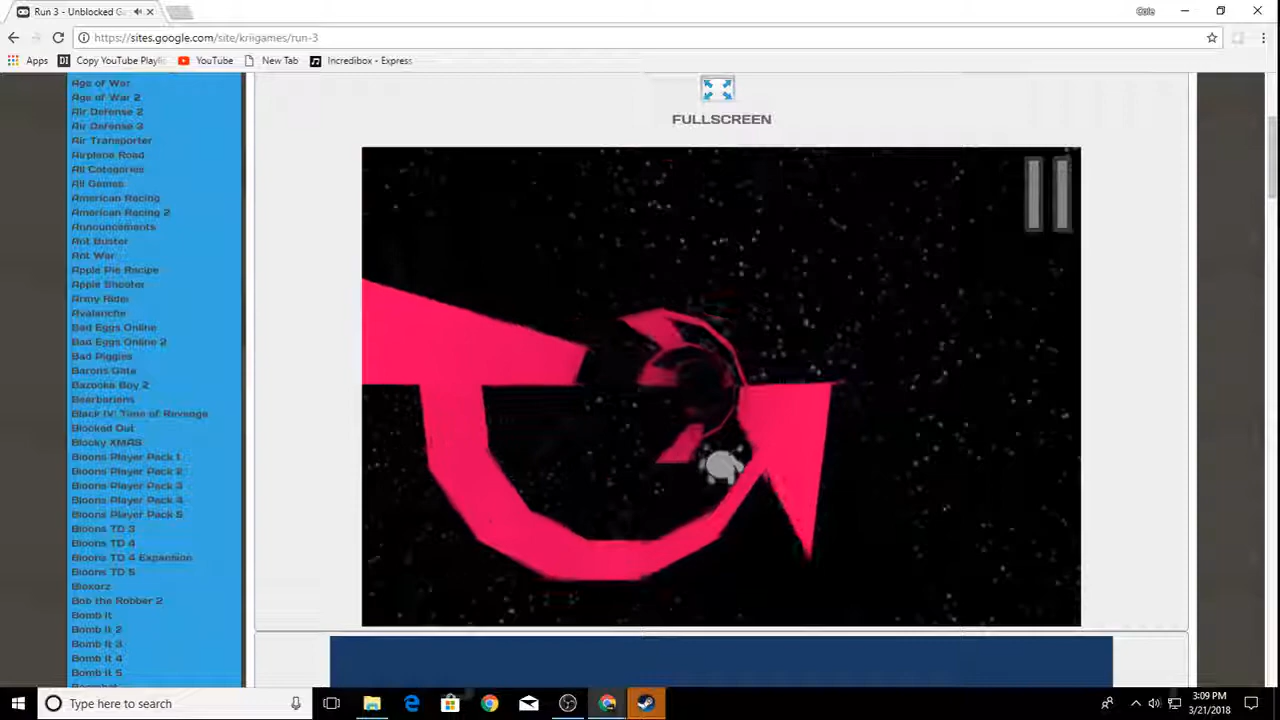 Run 3 - Unblocked G
Cole
https://sites.google.com/site/kriigames/run-3
Apps
Copy YouTube Playli
YouTube
New Tab
Incredibox - Express
FULLSCREEN
Age of War
Age of War 2
Air Defense 2
Air Defense 3
Air Transporter
Airplane Road
All Categories
All Games
American Racing
American Racing 2
Announcements
Ant Buster
Ant War
Apple Pie Recipe
Apple Shooter
Army Rider
Avalanche
Bad Eggs Online
Bad Eggs Online 2
Bad Piggies
Barons Gate
Bazooka Boy 2
Bearbarians
Black IV: Time of Revenge
Blocked Out
Blocky XMAS
Bloons Player Pack 1
Bloons Player Pack 2
Bloons Player Pack 3
Bloons Player Pack 4
Bloons Player Pack 5
Bloons TD 3
Bloons TD 4
Bloons TD 4 Expansion
Bloons TD 5
Bloxorz
Bob the Robber 2
Bomb It
Bomb It 2
Bomb It 3
Bomb It 4
Bomb It 5
Type here to search
3:09 PM
3/21/2018